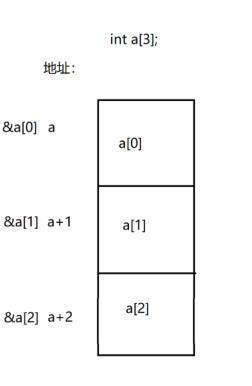 int a[3];
地址：
&a[0] a a[0]
&a[1] a+1 a[1]
&a[2] a+2 a[2]